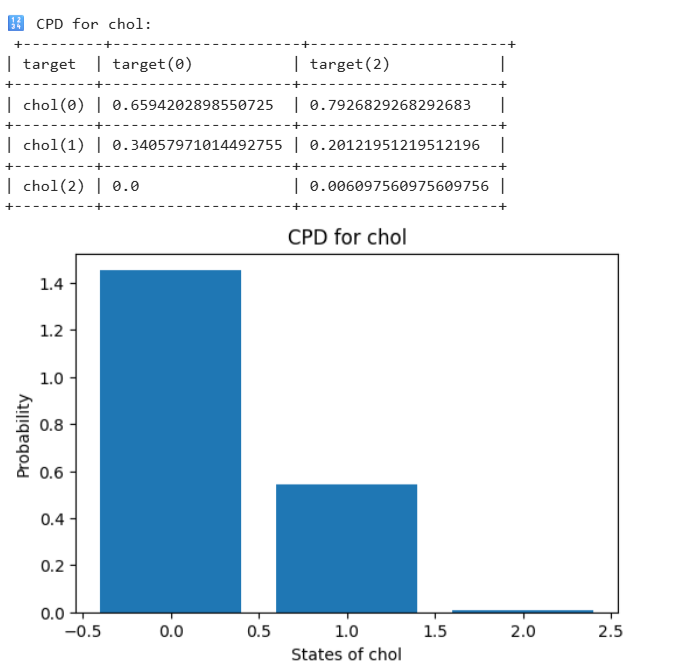 🔢 CPD for chol:
+---------+---------------------+----------------------+
| target  | target(0)           | target(2)            |
+---------+---------------------+----------------------+
| chol(0) | 0.6594202898550725  | 0.7926829268292683   |
+---------+---------------------+----------------------+
| chol(1) | 0.34057971014492755 | 0.20121951219512196  |
+---------+---------------------+----------------------+
| chol(2) | 0.0                 | 0.006097560975609756 |
+---------+---------------------+----------------------+
CPD for chol
1.4
1.2
1.0
0.8
0.6
0.4
0.2
0.0
Probability
−0.5 0.0 0.5 1.0 1.5 2.0 2.5
States of chol